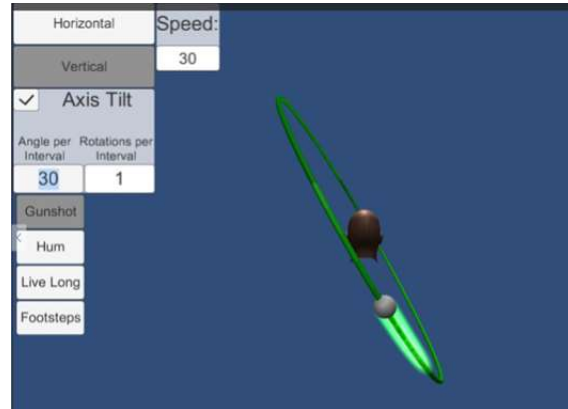 Horizontal
Speed:
Vertical
30
Axis Tilt
Angle per Interval
Rotations per Interval
30
1
Gunshot
Hum
Live Long
Footsteps